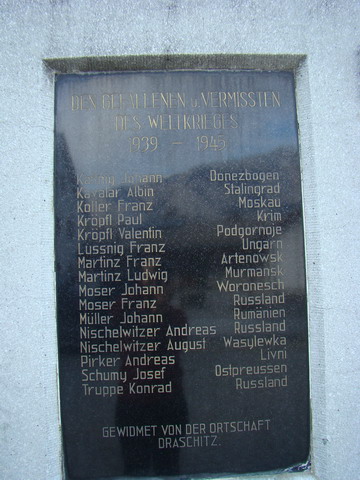 DEN GEFALLENEN u. VERMISSTEN
DES WELTKRIEGES
1939 – 1945
Johann Donezbogen
Kavalar Albin Stalingrad
Koller Franz Moskau
Kröpfl Paul Krim
Kröpfl Valentin Podgornoje
Lussnig Franz Ungarn
Martinz Franz Artenowsk
Martinz Ludwig Murmansk
Moser Johann Woronesch
Moser Franz Russland
Müller Johann Rumänien
Nischelwitzer Andreas Russland
Nischelwitzer August Wasylewka
Pirker Andreas Livni
Schumy Josef Ostpreussen
Truppe Konrad Russland
GEWIDMET VON DER ORTSCHAFT
DRASCHITZ.